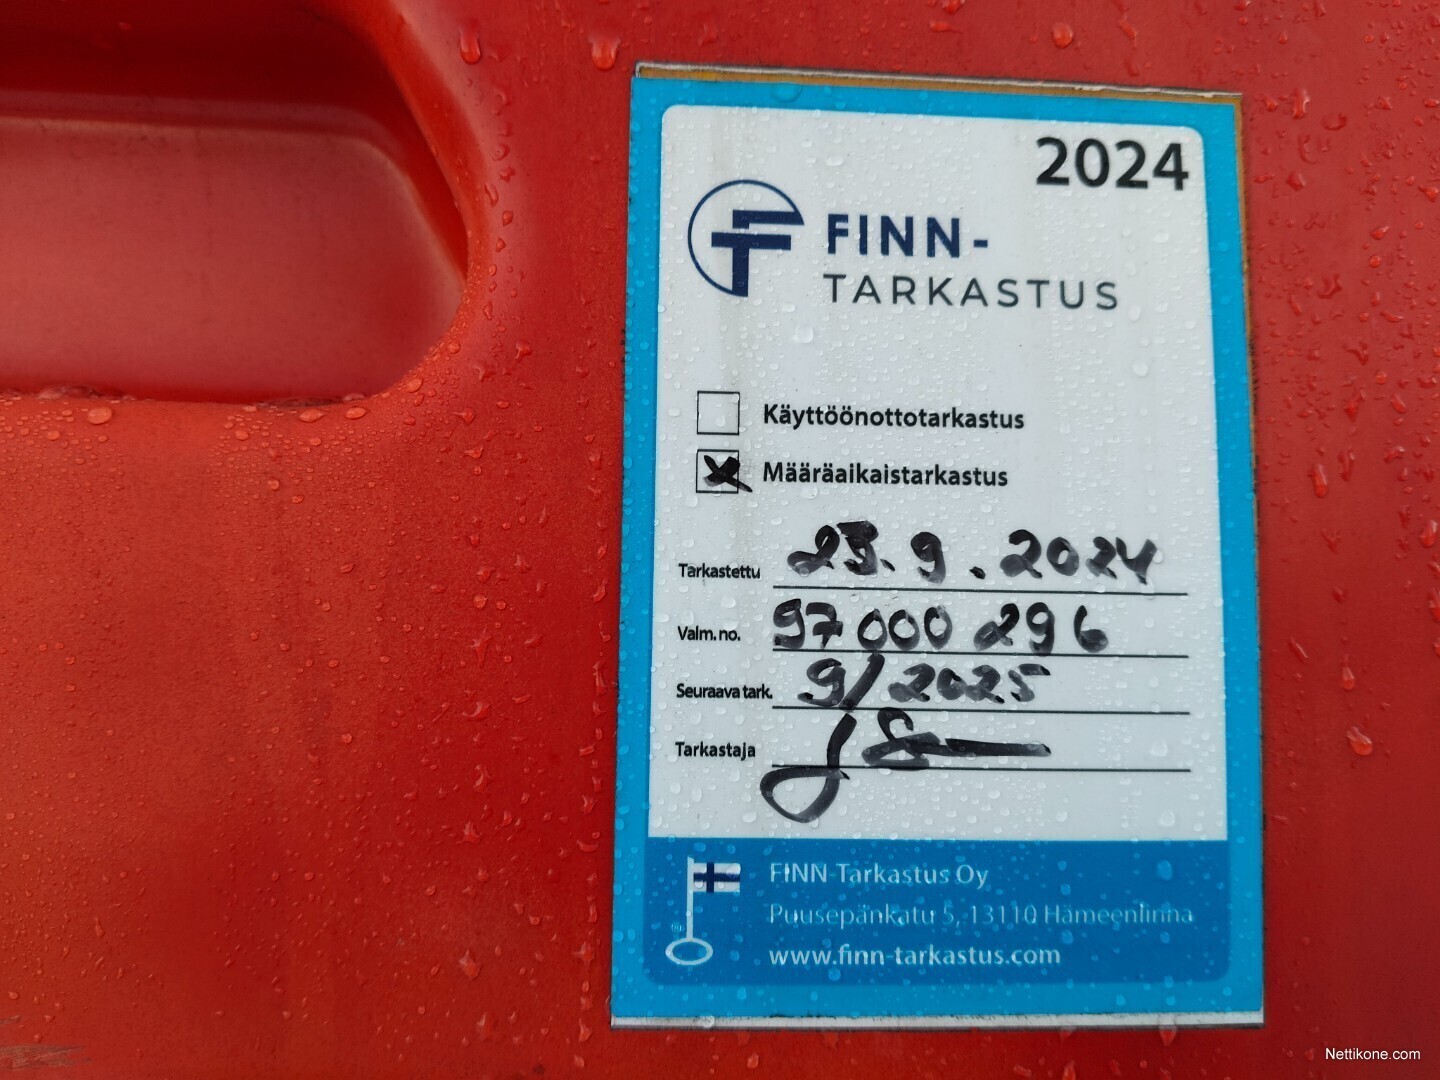 2024
FINN-
TARKASTUS
Käyttöönottotarkastus
Määräaikaistarkastus
Tarkastettu 23.9.2024
Valm. no. 97000296
Seuraava tark. 9/2025
Tarkastaja
FINN-Tarkastus Oy
Puusepänkatu 5, 13110 Hämeenlinna
www.finn-tarkastus.com
Nettikone.com